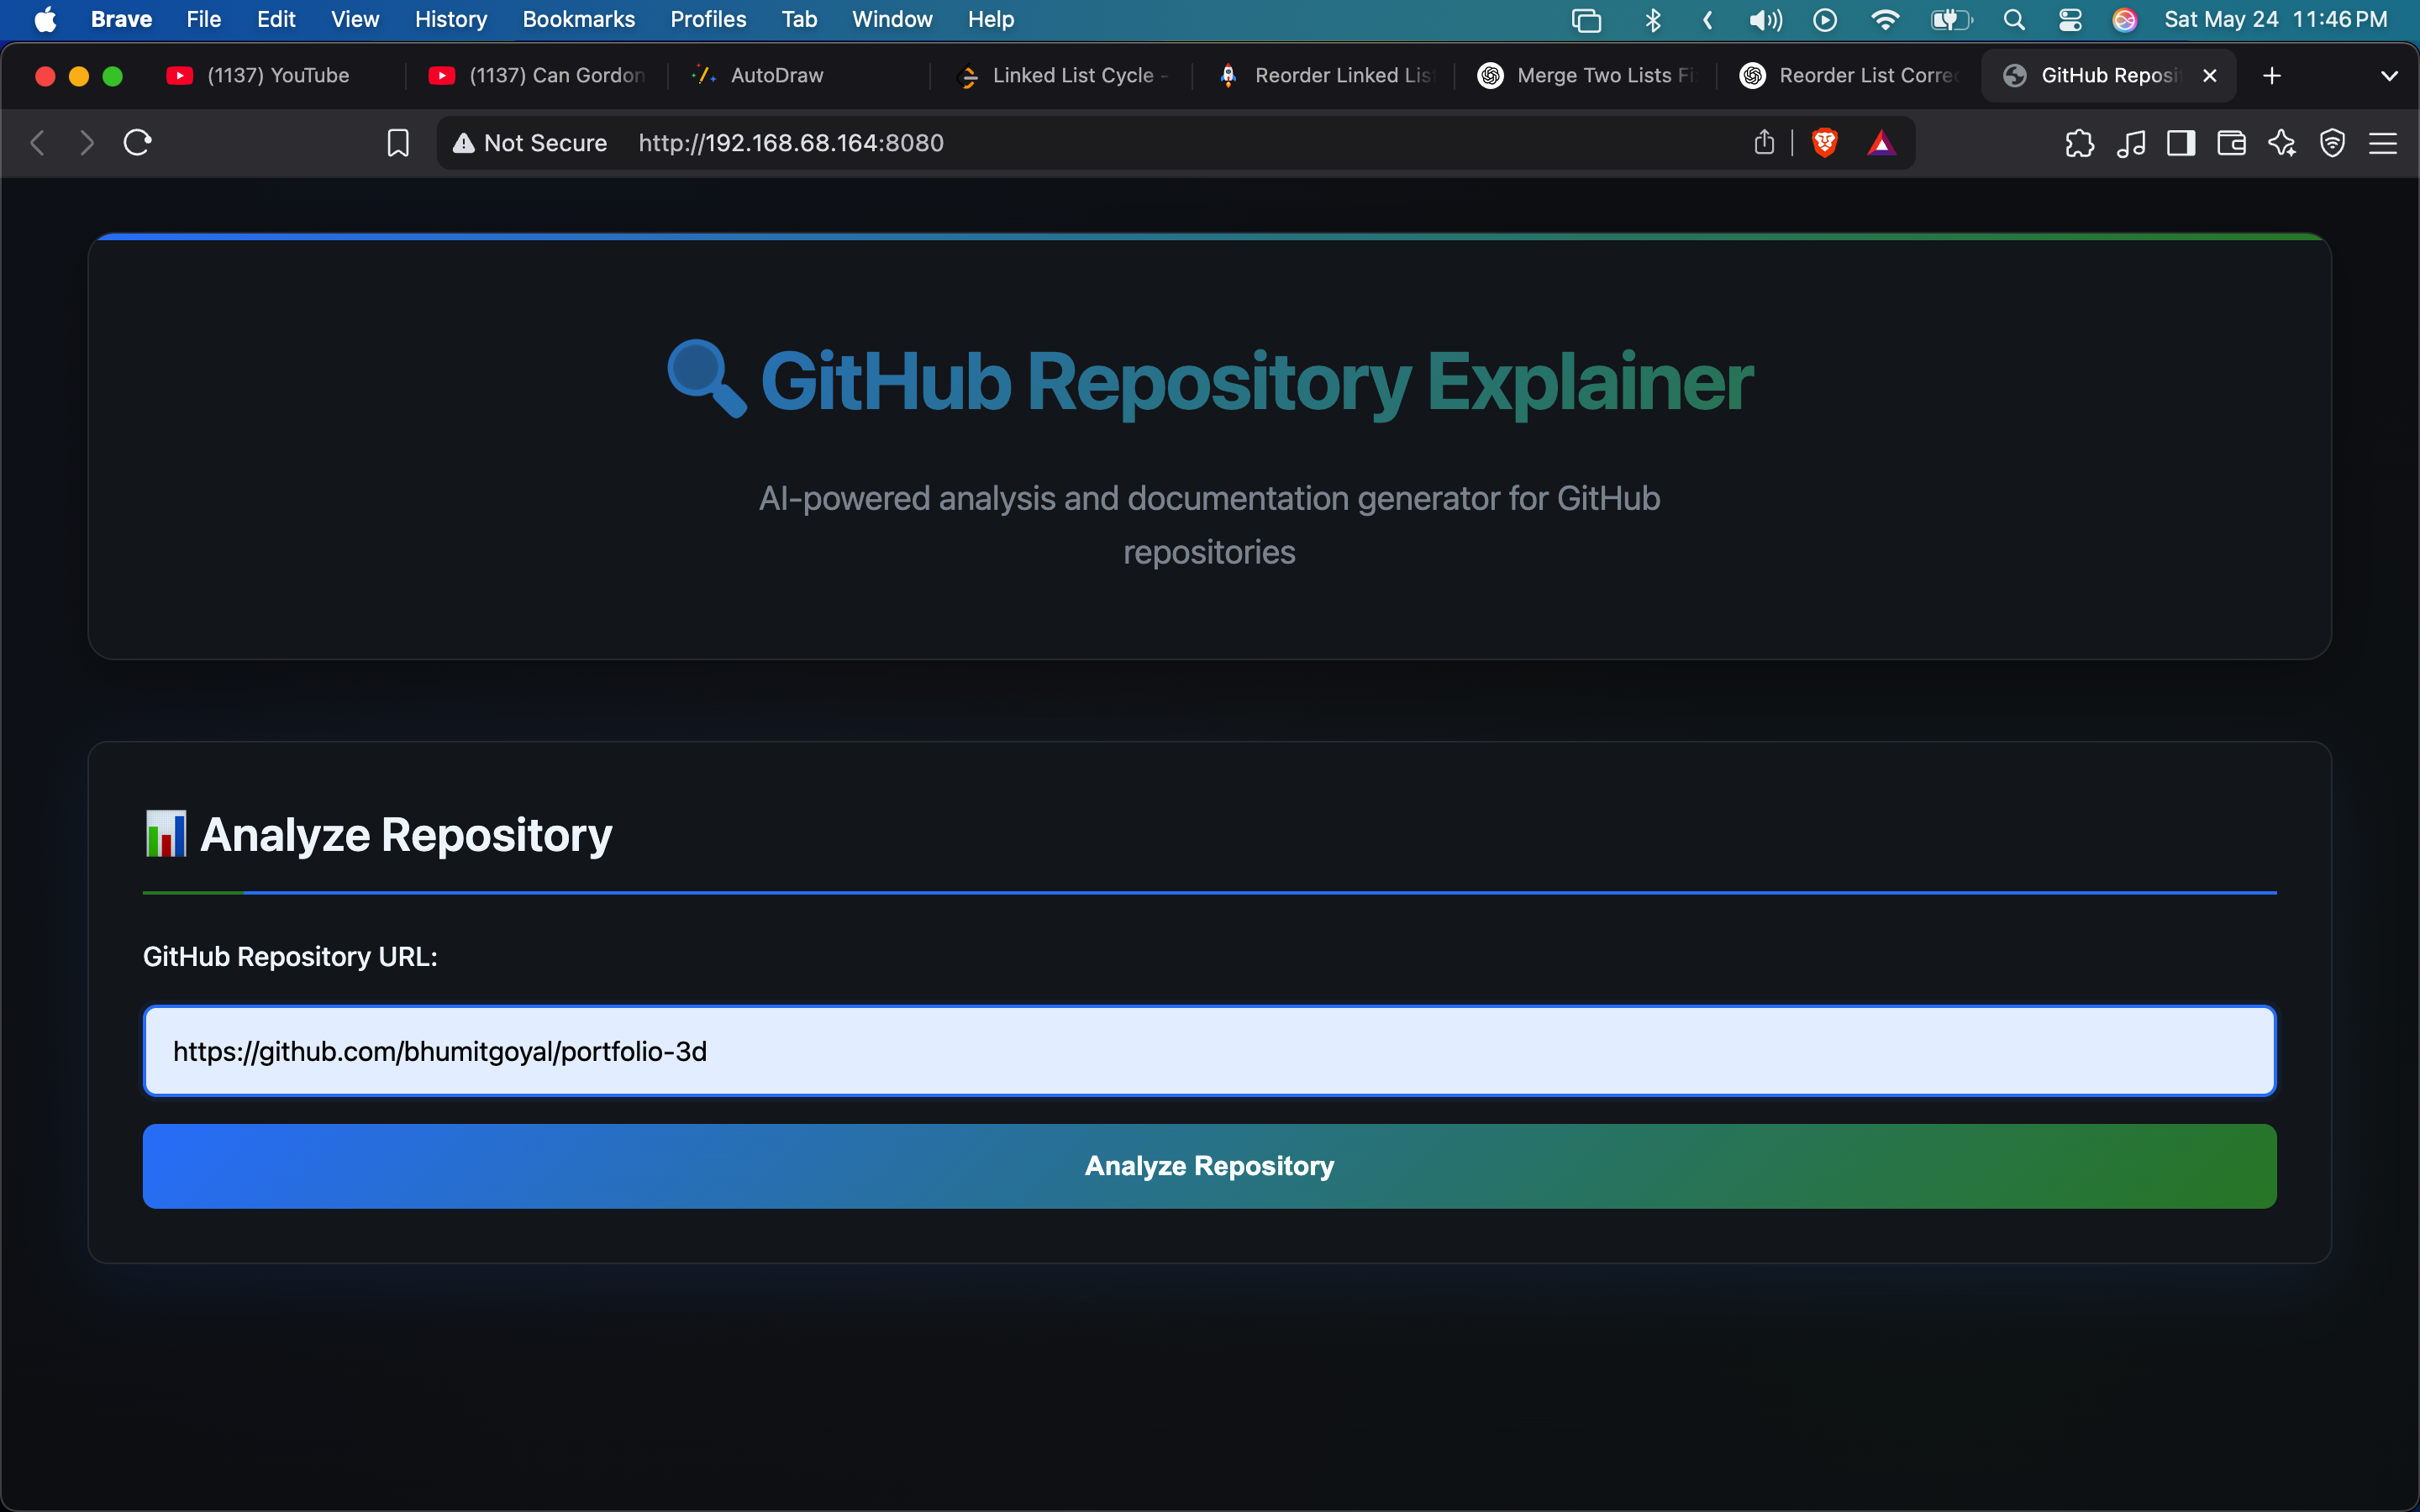 Brave File Edit View History Bookmarks Profiles Tab Window Help Sat May 24 11:46 PM
(1137) YouTube (1137) Can Gordon AutoDraw Linked List Cycle - Reorder Linked Lis Merge Two Lists Fi Reorder List Correc GitHub Reposi
Not Secure http://192.168.68.164:8080
GitHub Repository Explainer
AI-powered analysis and documentation generator for GitHub
repositories
Analyze Repository
GitHub Repository URL:
https://github.com/bhumitgoyal/portfolio-3d
Analyze Repository